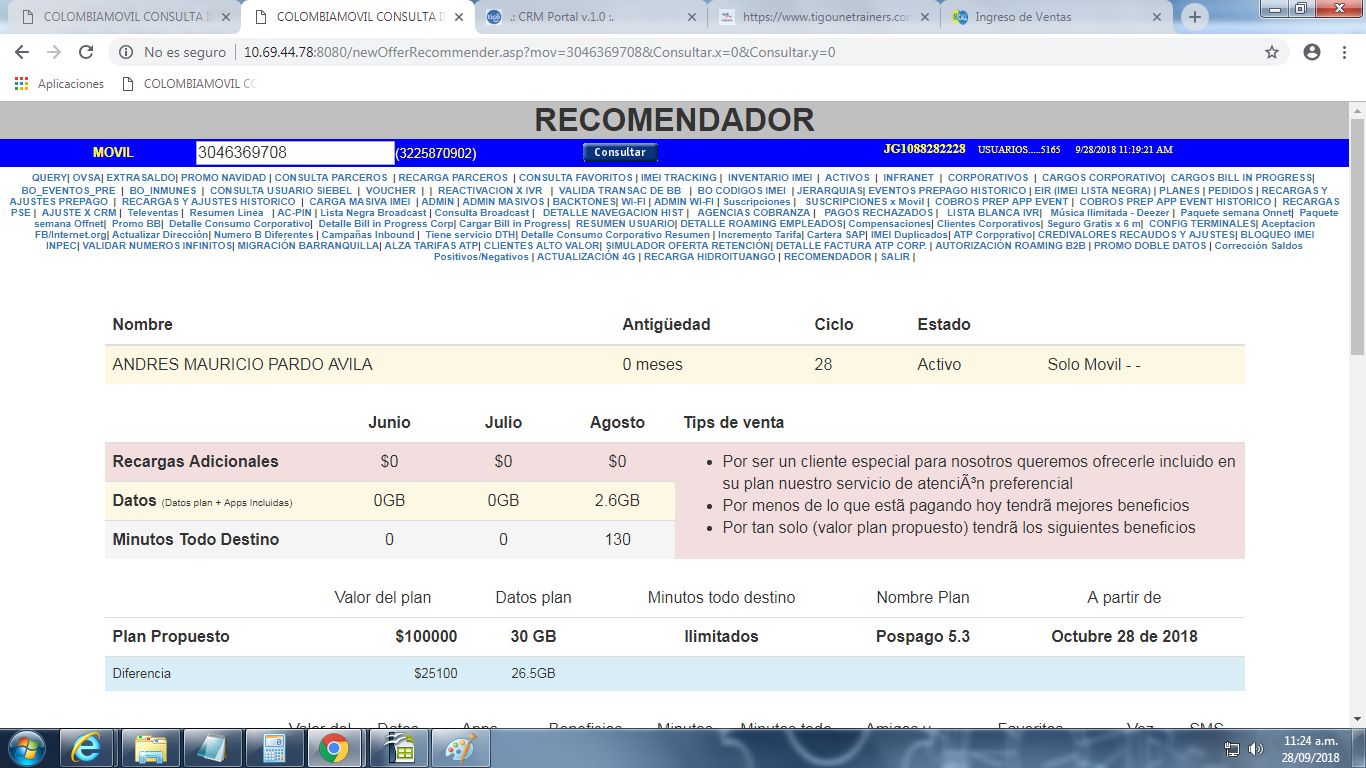 COLOMBIAMOVIL CONSULTA I
COLOMBIAMOVIL CONSULTA I
.: CRM Portal v.1.0 :.
https://www.tigounetrainers.con
Ingreso de Ventas
No es seguro | 10.69.44.78:8080/newOfferRecommender.asp?mov=3046369708&Consultar.x=0&Consultar.y=0
Aplicaciones COLOMBIAMOVIL CO
RECOMENDADOR
MOVIL 3046369708 (3225870902) Consultar JG1088282228 USUARIOS.....5165 9/28/2018 11:19:21 AM
QUERY| OVSA| EXTRASALDO| PROMO NAVIDAD | CONSULTA PARCEROS | RECARGA PARCEROS | CONSULTA FAVORITOS | IMEI TRACKING | INVENTARIO IMEI | ACTIVOS | INFRANET | CORPORATIVOS | CARGOS CORPORATIVO| CARGOS BILL IN PROGRESS|
BO_EVENTOS_PRE | BO_INMUNES | CONSULTA USUARIO SIEBEL | VOUCHER | | REACTIVACION X IVR | VALIDA TRANSAC DE BB | BO CODIGOS IMEI | JERARQUIAS| EVENTOS PREPAGO HISTORICO | EIR (IMEI LISTA NEGRA) | PLANES | PEDIDOS | RECARGAS Y
AJUSTES PREPAGO | RECARGAS Y AJUSTES HISTORICO | CARGA MASIVA IMEI | ADMIN | ADMIN MASIVOS | BACKTONES| WI-FI | ADMIN WI-FI | Suscripciones | SUSCRIPCIONES x Movil | COBROS PREP APP EVENT | COBROS PREP APP EVENT HISTORICO | RECARGAS
PSE | AJUSTE X CRM | Televentas | Resumen Linea | AC-PIN | Lista Negra Broadcast | Consulta Broadcast | DETALLE NAVEGACION HIST | AGENCIAS COBRANZA | PAGOS RECHAZADOS | LISTA BLANCA IVR| Música Ilimitada - Deezer | Paquete semana Onnet| Paquete
semana Offnet| Promo BB| Detalle Consumo Corporativo| Detalle Bill in Progress Corp| Cargar Bill in Progress| RESUMEN USUARIO| DETALLE ROAMING EMPLEADOS| Compensaciones| Clientes Corporativos| Seguro Gratis x 6 m| CONFIG TERMINALES| Aceptacion
FB/Internet.org| Actualizar Dirección| Numero B Diferentes | Campañas Inbound | Tiene servicio DTH| Detalle Consumo Corporativo Resumen | Incremento Tarifa| Cartera SAP| IMEI Duplicados| ATP Corporativo| CREDIVALORES RECAUDOS Y AJUSTES| BLOQUEO IMEI
INPEC| VALIDAR NUMEROS INFINITOS| MIGRACIÓN BARRANQUILLA| ALZA TARIFAS ATP| CLIENTES ALTO VALOR| SIMULADOR OFERTA RETENCIÓN| DETALLE FACTURA ATP CORP. | AUTORIZACIÓN ROAMING B2B | PROMO DOBLE DATOS | Corrección Saldos
Positivos/Negativos | ACTUALIZACIÓN 4G | RECARGA HIDROITUANGO | RECOMENDADOR | SALIR |
Nombre Antigüedad Ciclo Estado
ANDRES MAURICIO PARDO AVILA 0 meses 28 Activo Solo Movil - -
Junio Julio Agosto Tips de venta
Recargas Adicionales $0 $0 $0
Datos (Datos plan + Apps Incluidas) 0GB 0GB 2.6GB
Minutos Todo Destino 0 0 130
• Por ser un cliente especial para nosotros queremos ofrecerle incluido en
su plan nuestro servicio de atenciÃ³n preferencial
• Por menos de lo que estã pagando hoy tendrã mejores beneficios
• Por tan solo (valor plan propuesto) tendrã los siguientes beneficios
Valor del plan Datos plan Minutos todo destino Nombre Plan A partir de
Plan Propuesto $100000 30 GB Ilimitados Pospago 5.3 Octubre 28 de 2018
Diferencia $25100 26.5GB
Valor del Datos Apps Beneficios Minutos Minutos todo Amigos y Favoritos Voz SMS
11:24 a.m.
28/09/2018